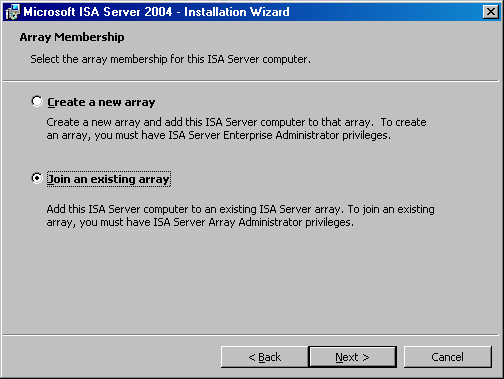 Microsoft ISA Server 2004 - Installation Wizard
Array Membership
Select the array membership for this ISA Server computer.
Create a new array
Create a new array and add this ISA Server computer to that array. To create
an array, you must have ISA Server Enterprise Administrator privileges.
Join an existing array
Add this ISA Server computer to an existing ISA Server array. To join an existing
array, you must have ISA Server Array Administrator privileges.
< Back
Next >
Cancel